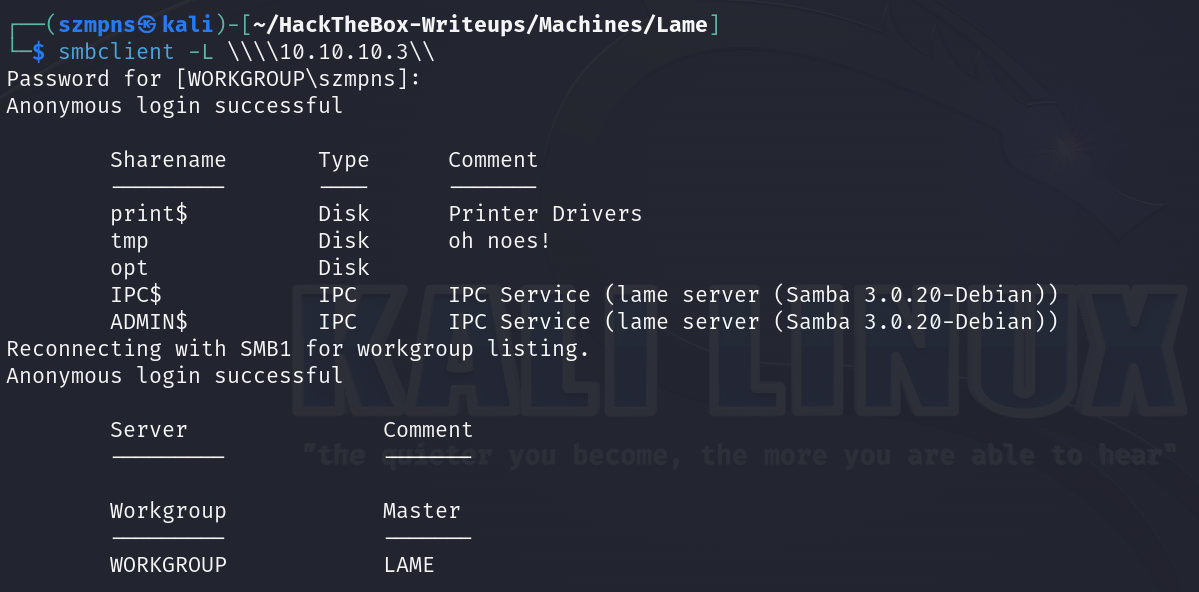 ┌──(szmpns㉿kali)-[~/HackTheBox-Writeups/Machines/Lame]
└─$ smbclient -L \\\\10.10.10.3\\
Password for [WORKGROUP\szmpns]:
Anonymous login successful
Sharename Type Comment
--------- ---- -------
print$ Disk Printer Drivers
tmp Disk oh noes!
opt Disk
IPC$ IPC IPC Service (lame server (Samba 3.0.20-Debian))
ADMIN$ IPC IPC Service (lame server (Samba 3.0.20-Debian))
Reconnecting with SMB1 for workgroup listing.
Anonymous login successful
Server Comment
--------- -------
Workgroup Master
--------- -------
WORKGROUP LAME
KALI LINUX
"the quieter you become, the more you are able to hear"